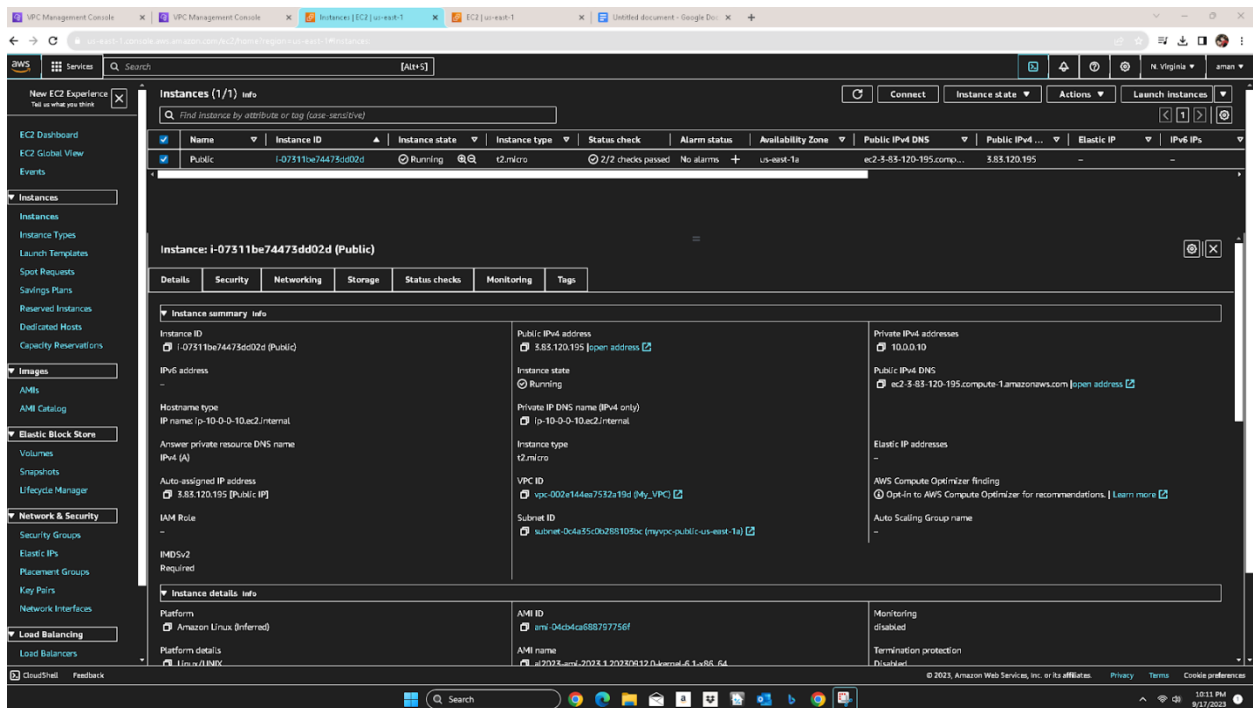 VPC Management Console
VPC Management Console
Instances | EC2 | us-east-1
EC2 | us-east-1
Untitled document - Google Doc
aws
Services
Search
[Alt+S]
N. Virginia
aman
New EC2 Experience
Tell us what you think
EC2 Dashboard
EC2 Global View
Events
Instances
Instances
Instance Types
Launch Templates
Spot Requests
Savings Plans
Reserved Instances
Dedicated Hosts
Capacity Reservations
Images
AMIs
AMI Catalog
Elastic Block Store
Volumes
Snapshots
Lifecycle Manager
Network & Security
Security Groups
Elastic IPs
Placement Groups
Key Pairs
Network Interfaces
Load Balancing
Load Balancers
Instances (1/1) Info
Connect
Instance state
Actions
Launch instances
Find instance by attribute or tag (case-sensitive)
1
Name Instance ID Instance state Instance type Status check Alarm status Availability Zone Public IPv4 DNS Public IPv4 ... Elastic IP IPv6 IPs
Public i-07311be74473dd02d Running t2.micro 2/2 checks passed No alarms + us-east-1a ec2-3-83-120-195.comp... 3.83.120.195 – –
Instance: i-07311be74473dd02d (Public)
Details Security Networking Storage Status checks Monitoring Tags
Instance summary Info
Instance ID
i-07311be74473dd02d (Public)
Public IPv4 address
3.83.120.195 |open address
Private IPv4 addresses
10.0.0.10
IPv6 address
–
Instance state
Running
Public IPv4 DNS
ec2-3-83-120-195.compute-1.amazonaws.com |open address
Hostname type
IP name: ip-10-0-0-10.ec2.internal
Private IP DNS name (IPv4 only)
ip-10-0-0-10.ec2.internal
Answer private resource DNS name
IPv4 (A)
Instance type
t2.micro
Elastic IP addresses
–
Auto-assigned IP address
3.83.120.195 [Public IP]
VPC ID
vpc-002e144ea7532a19d (My_VPC)
AWS Compute Optimizer finding
Opt-in to AWS Compute Optimizer for recommendations. | Learn more
IAM Role
–
Subnet ID
subnet-0c4a35c0b288103bc (myvpc-public-us-east-1a)
Auto Scaling Group name
–
IMDSv2
Required
Instance details Info
Platform
Amazon Linux (Inferred)
AMI ID
ami-04cb4ca688797756f
Monitoring
disabled
Platform details
Linux/UNIX
AMI name
al2023-ami-2023.1.20230912.0-kernel-6.1-x86_64
Termination protection
Disabled
CloudShell
Feedback
© 2023, Amazon Web Services, Inc. or its affiliates.
Privacy
Terms
Cookie preferences
Search
10:11 PM
9/17/2023